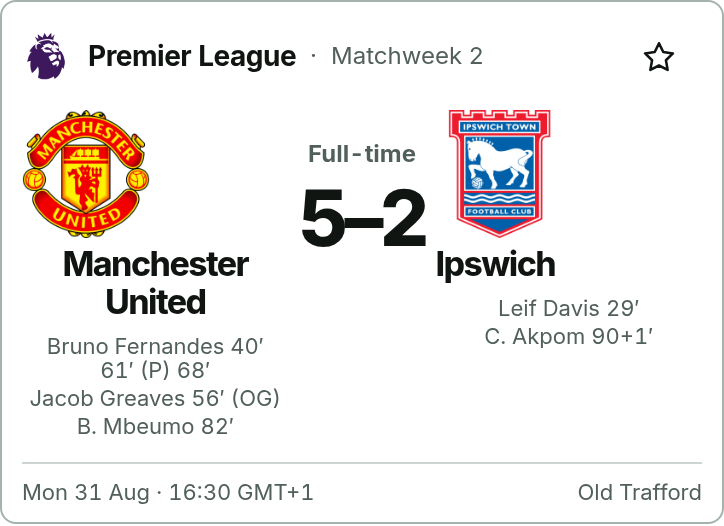 Premier League · Matchweek 2
MANCHESTER
UNITED
IPSWICH TOWN
FOOTBALL CLUB
Full-time
5–2
Manchester
United
Ipswich
Bruno Fernandes 40′
61′ (P) 68′
Jacob Greaves 56′ (OG)
B. Mbeumo 82′
Leif Davis 29′
C. Akpom 90+1′
Mon 31 Aug · 16:30 GMT+1
Old Trafford